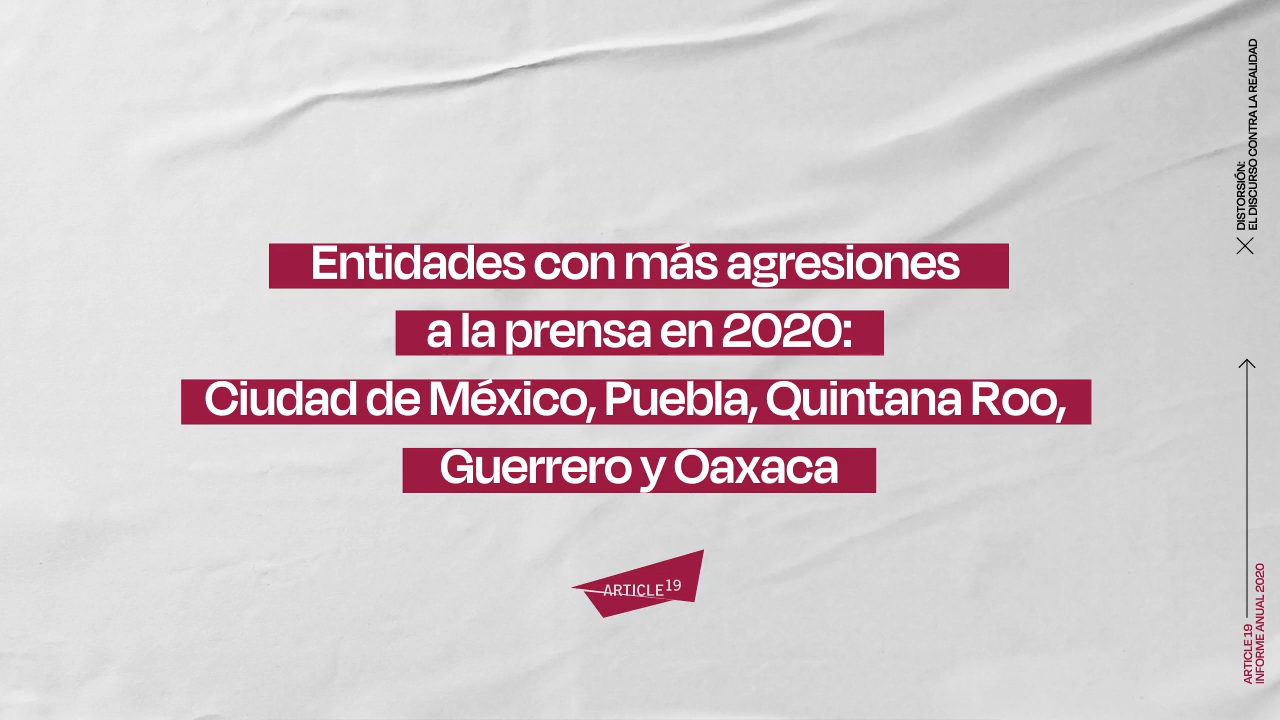 Entidades con más agresiones
a la prensa en 2020:
Ciudad de México, Puebla, Quintana Roo,
Guerrero y Oaxaca
ARTICLE 19
DISTORSIÓN:
EL DISCURSO CONTRA LA REALIDAD
ARTICLE 19
INFORME ANUAL 2020